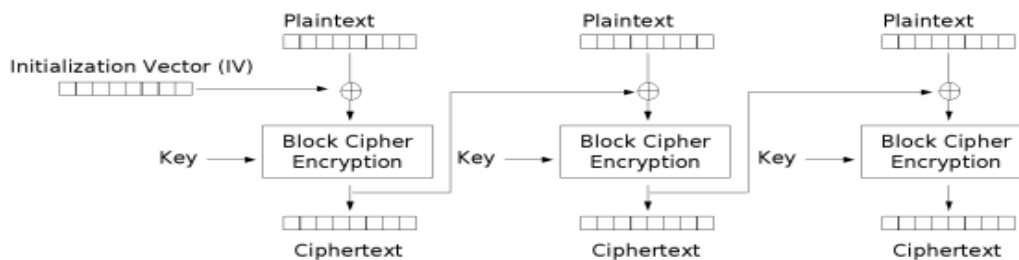 Plaintext
Plaintext
Plaintext
Initialization Vector (IV)
Key
Block Cipher
Encryption
Key
Block Cipher
Encryption
Key
Block Cipher
Encryption
Ciphertext
Ciphertext
Ciphertext